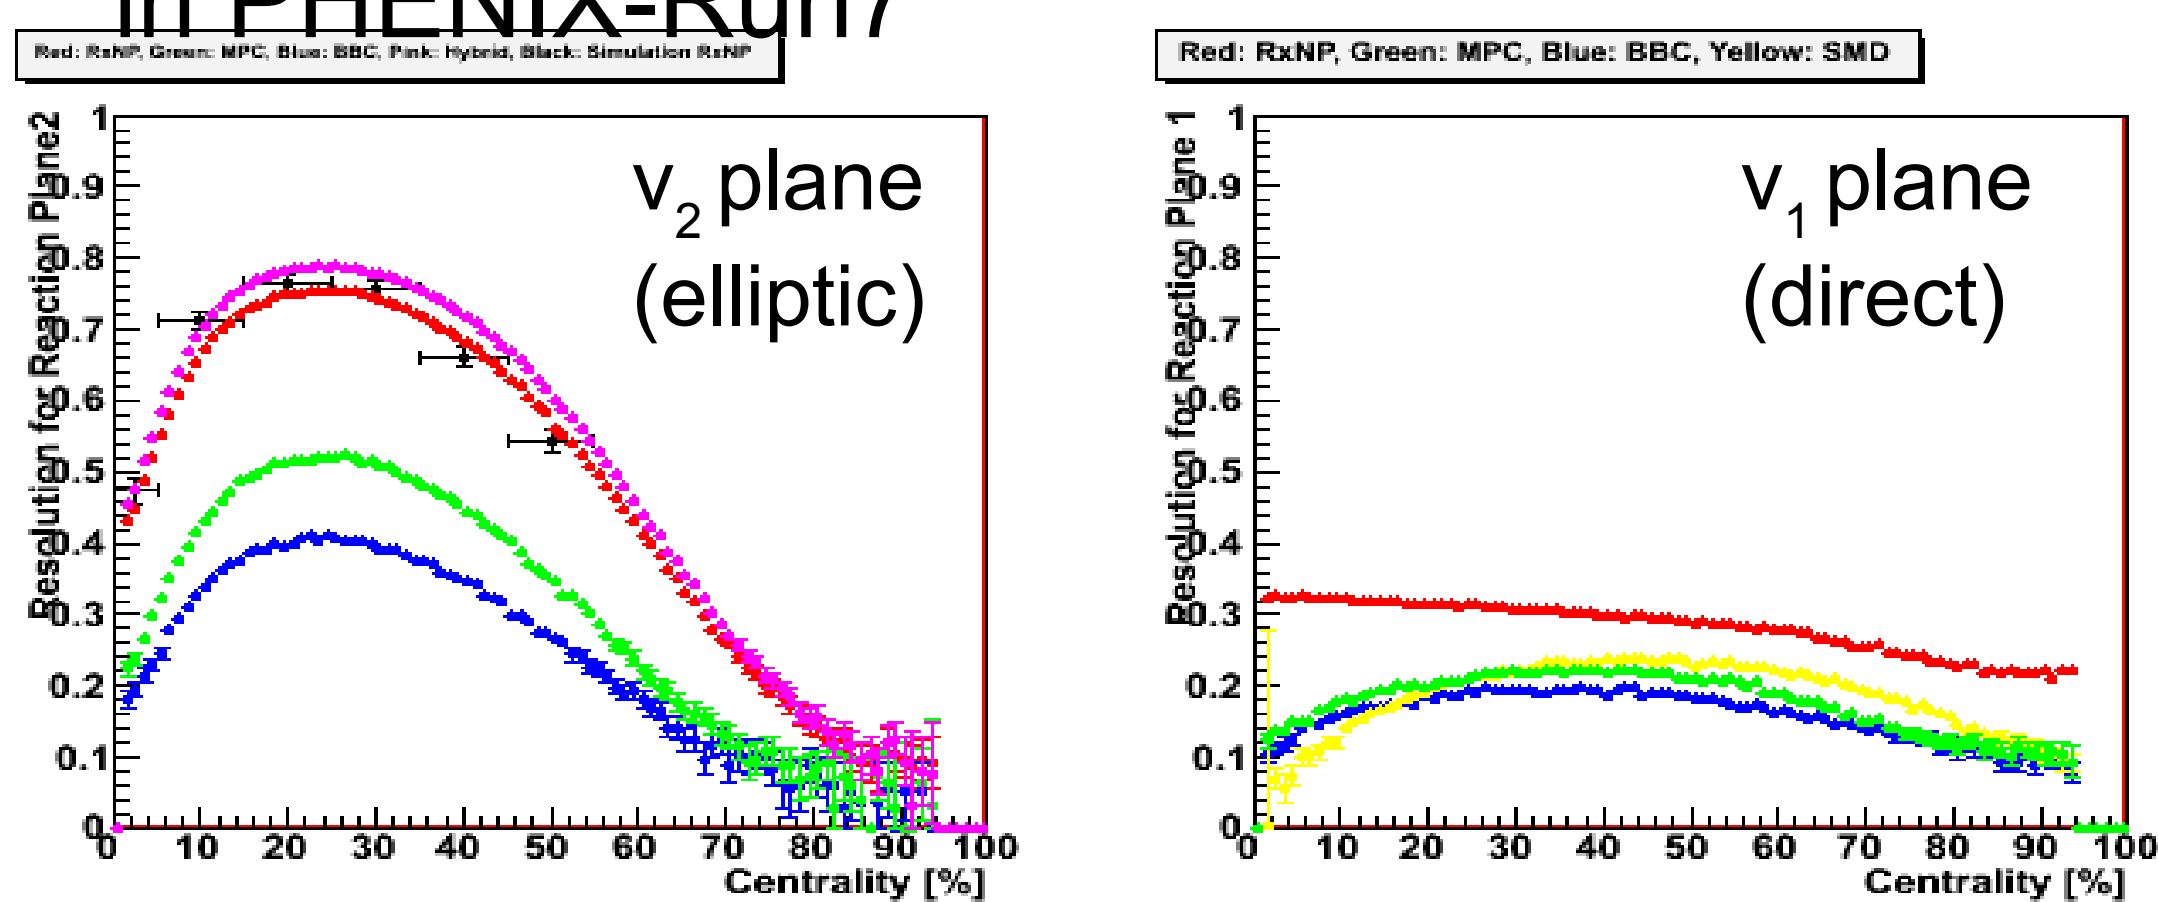 in PHENIX-Run7
Red: RxNP, Green: MPC, Blue: BBC, Pink: Hybrid, Black: Simulation RxNP
Resolution for Reaction Plane2
1
0.9
0.8
0.7
0.6
0.5
0.4
0.3
0.2
0.1
0
v2 plane
(elliptic)
0 10 20 30 40 50 60 70 80 90 100
Centrality [%]
Red: RxNP, Green: MPC, Blue: BBC, Yellow: SMD
Resolution for Reaction Plane 1
1
0.9
0.8
0.7
0.6
0.5
0.4
0.3
0.2
0.1
0
v1 plane
(direct)
0 10 20 30 40 50 60 70 80 90 100
Centrality [%]